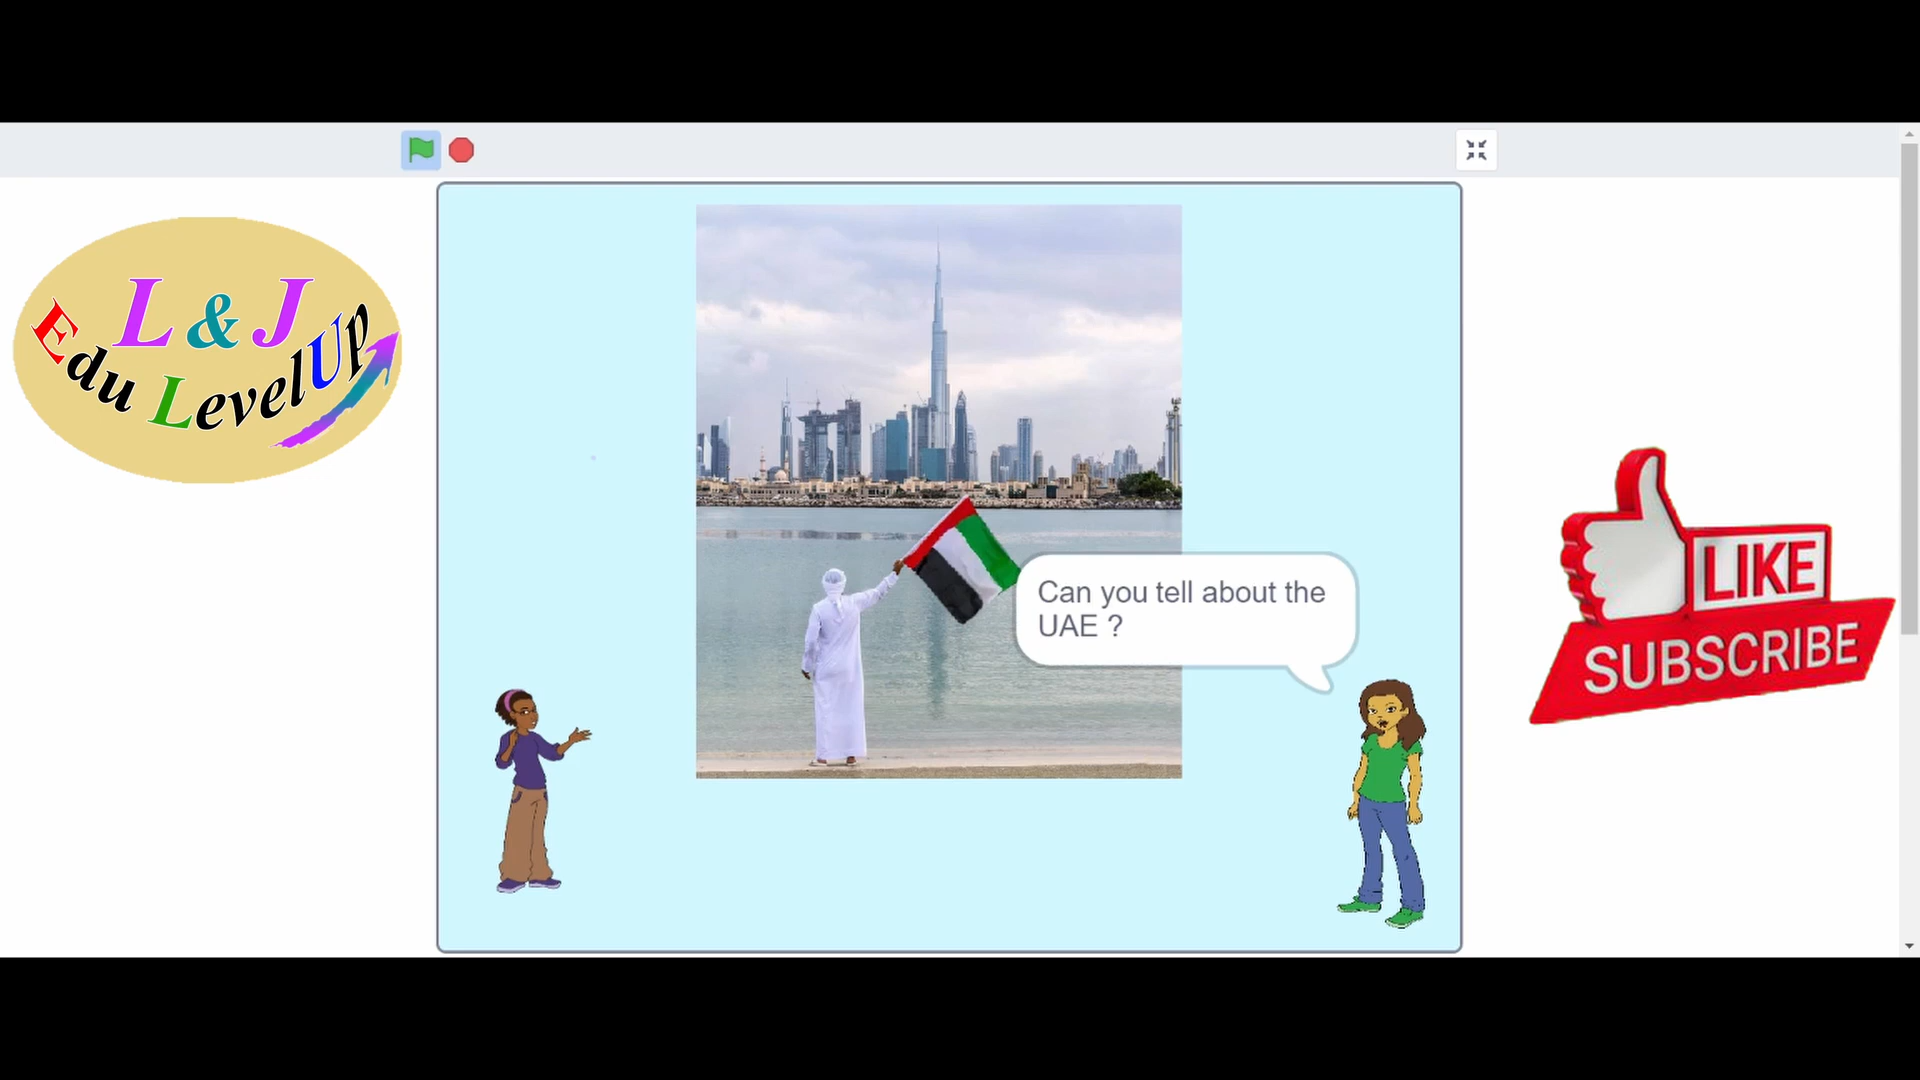 L & J
Edu LevelUp
Can you tell about the
UAE ?
LIKE
SUBSCRIBE